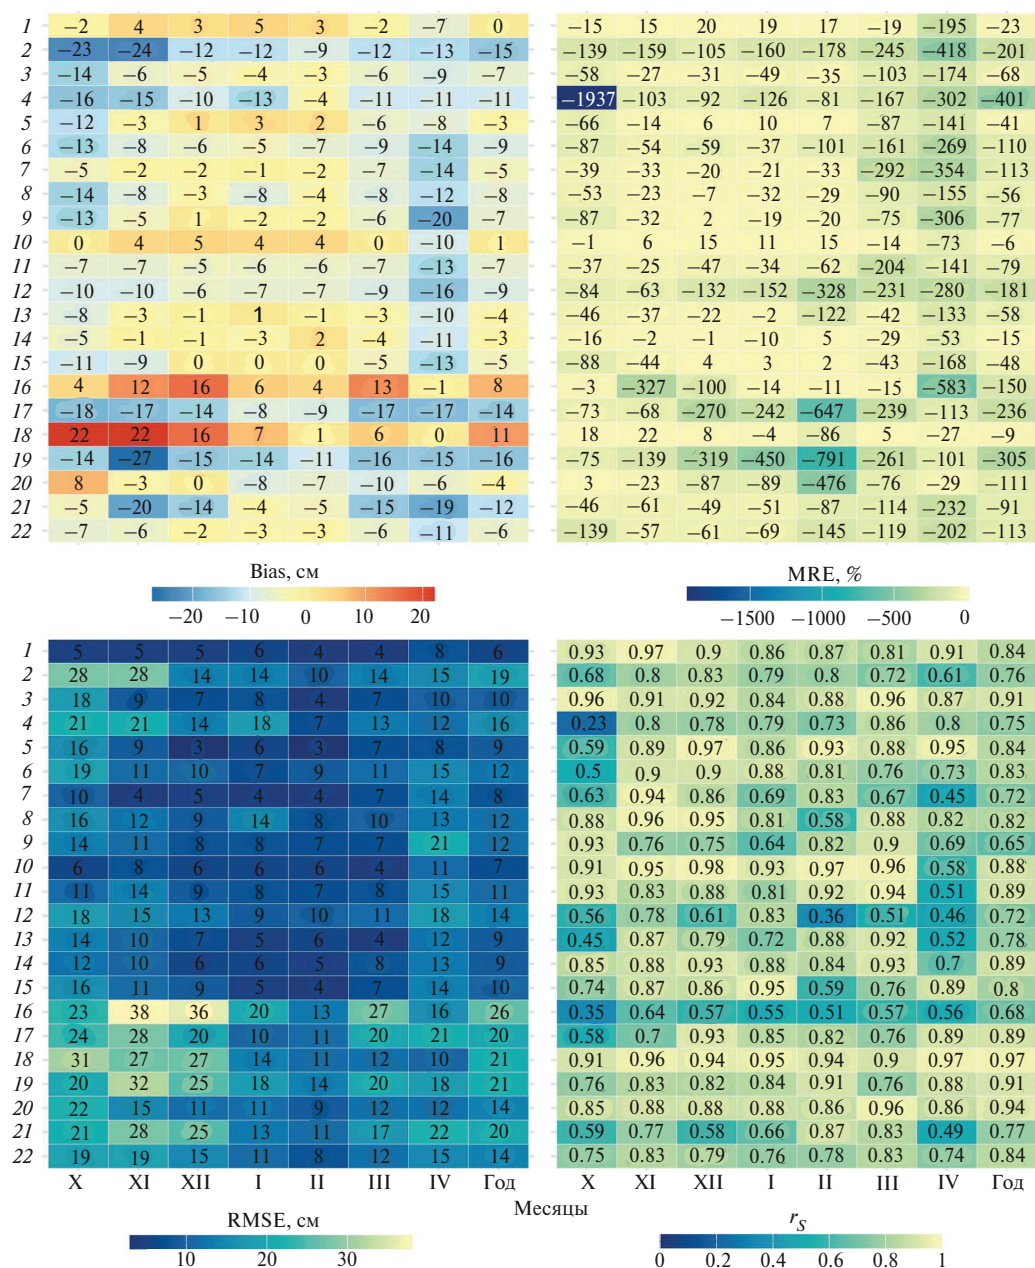 1 −2 4 3 5 3 −2 −7 0 −15 15 20 19 17 −19 −195 −23
2 −23 −24 −12 −12 −9 −12 −13 −15 −139 −159 −105 −160 −178 −245 −418 −201
3 −14 −6 −5 −4 −3 −6 −9 −7 −58 −27 −31 −49 −35 −103 −174 −68
4 −16 −15 −10 −13 −4 −11 −11 −11 −1937 −103 −92 −126 −81 −167 −302 −401
5 −12 −3 1 3 2 −6 −8 −3 −66 −14 6 10 7 −87 −141 −41
6 −13 −8 −6 −5 −7 −9 −14 −9 −87 −54 −59 −37 −101 −161 −269 −110
7 −5 −2 −2 −1 −2 −7 −14 −5 −39 −33 −20 −21 −33 −292 −354 −113
8 −14 −8 −3 −8 −4 −8 −12 −8 −53 −23 −7 −32 −29 −90 −155 −56
9 −13 −5 1 −2 −2 −6 −20 −7 −87 −32 2 −19 −20 −75 −306 −77
10 0 4 5 4 4 0 −10 1 −1 6 15 11 15 −14 −73 −6
11 −7 −7 −5 −6 −6 −7 −13 −7 −37 −25 −47 −34 −62 −204 −141 −79
12 −10 −10 −6 −7 −7 −9 −16 −9 −84 −63 −132 −152 −328 −231 −280 −181
13 −8 −3 −1 1 −1 −3 −10 −4 −46 −37 −22 −2 −122 −42 −133 −58
14 −5 −1 −1 −3 2 −4 −11 −3 −16 −2 −1 −10 5 −29 −53 −15
15 −11 −9 0 0 0 −5 −13 −5 −88 −44 4 3 2 −43 −168 −48
16 4 12 16 6 4 13 −1 8 −3 −327 −100 −14 −11 −15 −583 −150
17 −18 −17 −14 −8 −9 −17 −17 −14 −73 −68 −270 −242 −647 −239 −113 −236
18 22 22 16 7 1 6 0 11 18 22 8 −4 −86 5 −27 −9
19 −14 −27 −15 −14 −11 −16 −15 −16 −75 −139 −319 −450 −791 −261 −101 −305
20 8 −3 0 −8 −7 −10 −6 −4 3 −23 −87 −89 −476 −76 −29 −111
21 −5 −20 −14 −4 −5 −15 −19 −12 −46 −61 −49 −51 −87 −114 −232 −91
22 −7 −6 −2 −3 −3 −6 −11 −6 −139 −57 −61 −69 −145 −119 −202 −113
Bias, см MRE, %
−20 −10 0 10 20 −1500 −1000 −500 0
1 5 5 5 6 4 4 8 6 0.93 0.97 0.9 0.86 0.87 0.81 0.91 0.84
2 28 28 14 14 10 14 15 19 0.68 0.8 0.83 0.79 0.8 0.72 0.61 0.76
3 18 9 7 8 4 7 10 10 0.96 0.91 0.92 0.84 0.88 0.96 0.87 0.91
4 21 21 14 18 7 13 12 16 0,23 0.8 0.78 0.79 0.73 0.86 0.8 0.75
5 16 9 3 6 3 7 8 9 0.59 0.89 0.97 0.86 0.93 0.88 0.95 0.84
6 19 11 10 7 9 11 15 12 0.5 0.9 0.9 0.88 0.81 0.76 0.73 0.83
7 10 4 5 4 4 7 14 8 0.63 0.94 0.86 0.69 0.83 0.67 0.45 0.72
8 16 12 9 14 8 10 13 12 0.88 0.96 0.95 0.81 0.58 0.88 0.82 0.82
9 14 11 8 8 7 7 21 12 0.93 0.76 0.75 0.64 0.82 0.9 0.69 0.65
10 6 8 6 6 6 4 11 7 0.91 0.95 0.98 0.93 0.97 0.96 0.58 0.88
11 11 14 9 8 7 8 15 11 0.93 0.83 0.88 0.81 0.92 0.94 0.51 0.89
12 18 15 13 9 10 11 18 14 0.56 0.78 0.61 0.83 0.36 0.51 0.46 0.72
13 14 10 7 5 6 4 12 9 0.45 0.87 0.79 0.72 0.88 0.92 0.52 0.78
14 12 10 6 6 5 8 13 9 0.85 0.88 0.93 0.88 0.84 0.93 0.7 0.89
15 16 11 9 5 4 7 14 10 0.74 0.87 0.86 0.95 0.59 0.76 0.89 0.8
16 23 38 36 20 13 27 16 26 0.35 0.64 0.57 0.55 0.51 0.57 0.56 0.68
17 24 28 20 10 11 20 21 20 0.58 0.7 0.93 0.85 0.82 0.76 0.89 0.89
18 31 27 27 14 11 12 10 21 0.91 0.96 0.94 0.95 0.94 0.9 0.97 0.97
19 20 32 25 18 14 20 18 21 0.76 0.83 0.82 0.84 0.91 0.76 0.88 0.91
20 22 15 11 11 9 12 12 14 0.85 0.88 0.88 0.88 0.86 0.96 0.86 0.94
21 21 28 25 13 11 17 22 20 0.59 0.77 0.58 0.66 0.87 0.83 0.49 0.77
22 19 19 15 11 8 12 15 14 0.75 0.83 0.79 0.76 0.78 0.83 0.74 0.84
X XI XII I II III IV Год X XI XII I II III IV Год
Месяцы
RMSE, см r_S
10 20 30 0 0.2 0.4 0.6 0.8 1